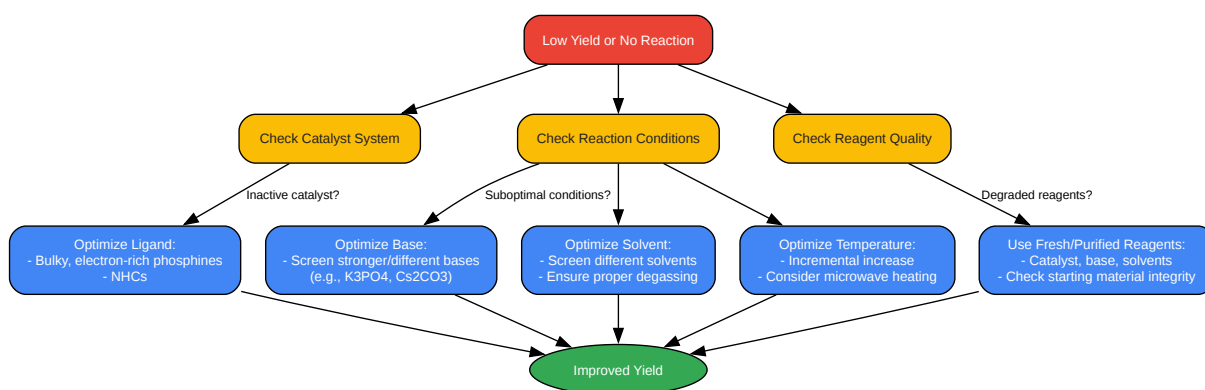 Low Yield or No Reaction
Check Catalyst System
Check Reaction Conditions
Check Reagent Quality
Inactive catalyst?
Suboptimal conditions?
Degraded reagents?
Optimize Ligand:
- Bulky, electron-rich phosphines
- NHCs
Optimize Base:
- Screen stronger/different bases
(e.g., K3PO4, Cs2CO3)
Optimize Solvent:
- Screen different solvents
- Ensure proper degassing
Optimize Temperature:
- Incremental increase
- Consider microwave heating
Use Fresh/Purified Reagents:
- Catalyst, base, solvents
- Check starting material integrity
Improved Yield